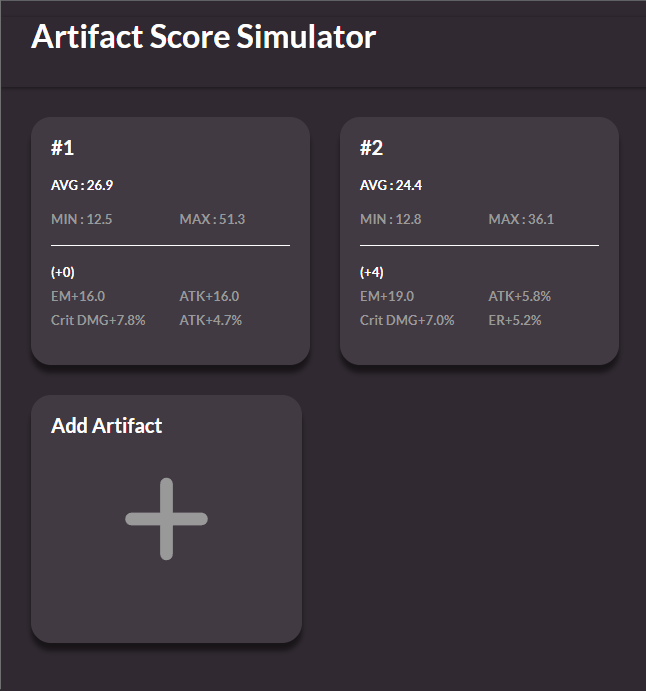 Artifact Score Simulator
#1
AVG : 26.9
MIN : 12.5 MAX : 51.3
(+0)
EM+16.0 ATK+16.0
Crit DMG+7.8% ATK+4.7%
#2
AVG : 24.4
MIN : 12.8 MAX : 36.1
(+4)
EM+19.0 ATK+5.8%
Crit DMG+7.0% ER+5.2%
Add Artifact